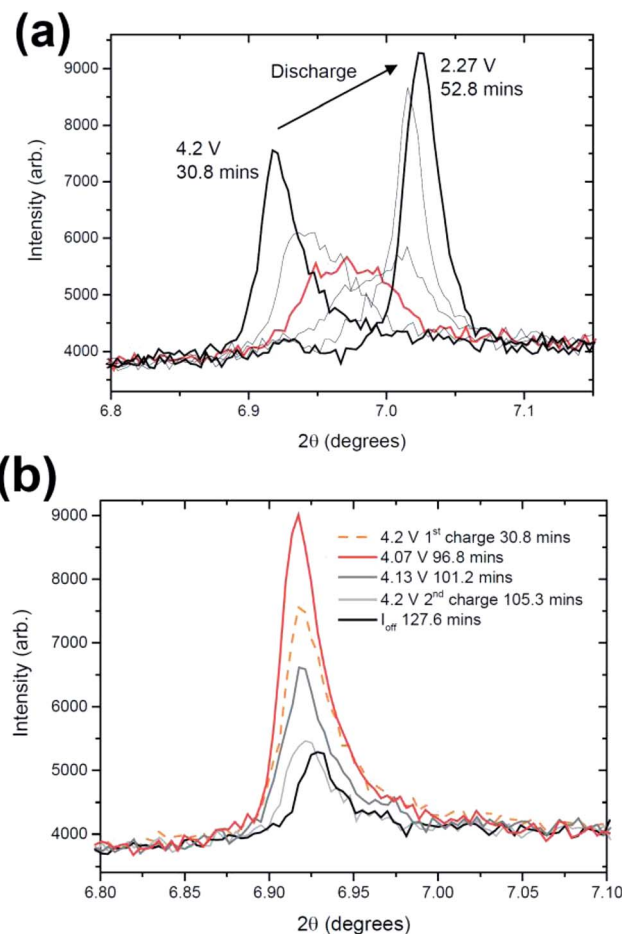 (a)
Discharge
2.27 V
52.8 mins
4.2 V
30.8 mins
9000
8000
7000
6000
5000
4000
Intensity (arb.)
6.8
6.9
7.0
7.1
2θ (degrees)
(b)
4.2 V 1st charge 30.8 mins
4.07 V 96.8 mins
4.13 V 101.2 mins
4.2 V 2nd charge 105.3 mins
Ioff 127.6 mins
9000
8000
7000
6000
5000
4000
Intensity (arb.)
6.80
6.85
6.90
6.95
7.00
7.05
7.10
2θ (degrees)